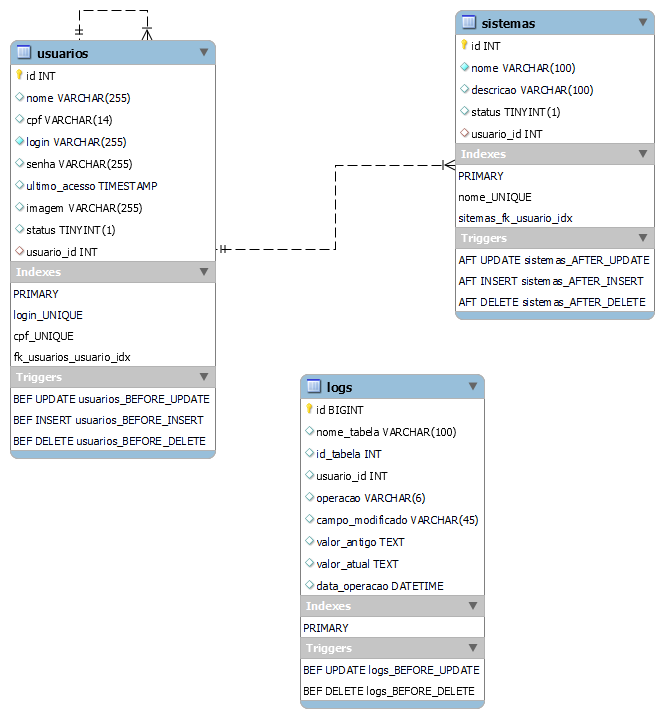 usuarios
id INT
nome VARCHAR(255)
cpf VARCHAR(14)
login VARCHAR(255)
senha VARCHAR(255)
ultimo_acesso TIMESTAMP
imagem VARCHAR(255)
status TINYINT(1)
usuario_id INT
Indexes
PRIMARY
login_UNIQUE
cpf_UNIQUE
fk_usuarios_usuario_idx
Triggers
BEF UPDATE usuarios_BEFORE_UPDATE
BEF INSERT usuarios_BEFORE_INSERT
BEF DELETE usuarios_BEFORE_DELETE
sistemas
id INT
nome VARCHAR(100)
descricao VARCHAR(100)
status TINYINT(1)
usuario_id INT
Indexes
PRIMARY
nome_UNIQUE
sitemas_fk_usuario_idx
Triggers
AFT UPDATE sistemas_AFTER_UPDATE
AFT INSERT sistemas_AFTER_INSERT
AFT DELETE sistemas_AFTER_DELETE
logs
id BIGINT
nome_tabela VARCHAR(100)
id_tabela INT
usuario_id INT
operacao VARCHAR(6)
campo_modificado VARCHAR(45)
valor_antigo TEXT
valor_atual TEXT
data_operacao DATETIME
Indexes
PRIMARY
Triggers
BEF UPDATE logs_BEFORE_UPDATE
BEF DELETE logs_BEFORE_DELETE